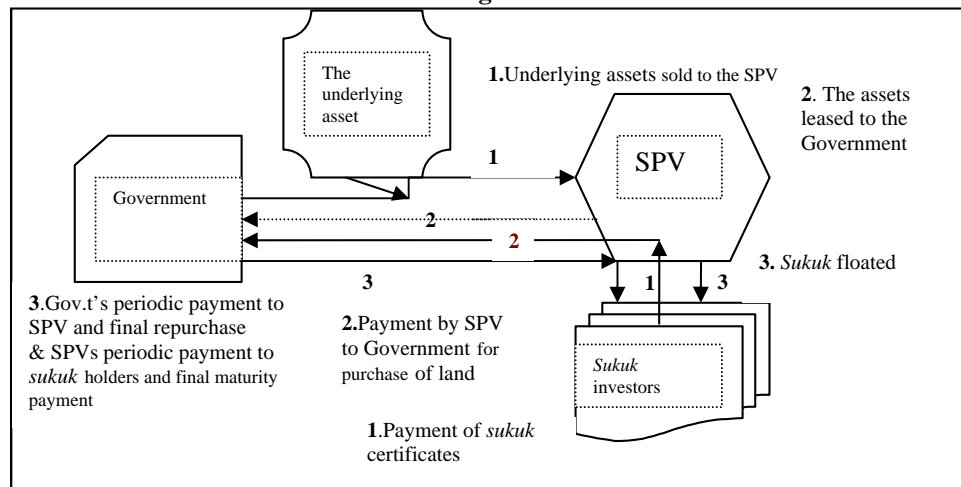 g
The
underlying
asset
1.Underlying assets sold to the SPV
2. The assets
leased to the
Government
SPV
1
Government
2
2
3
1
3
3. Sukuk floated
3.Gov.t's periodic payment to
SPV and final repurchase
& SPVs periodic payment to
sukuk holders and final maturity
payment
2.Payment by SPV
to Government for
purchase of land
Sukuk
investors
1.Payment of sukuk
certificates